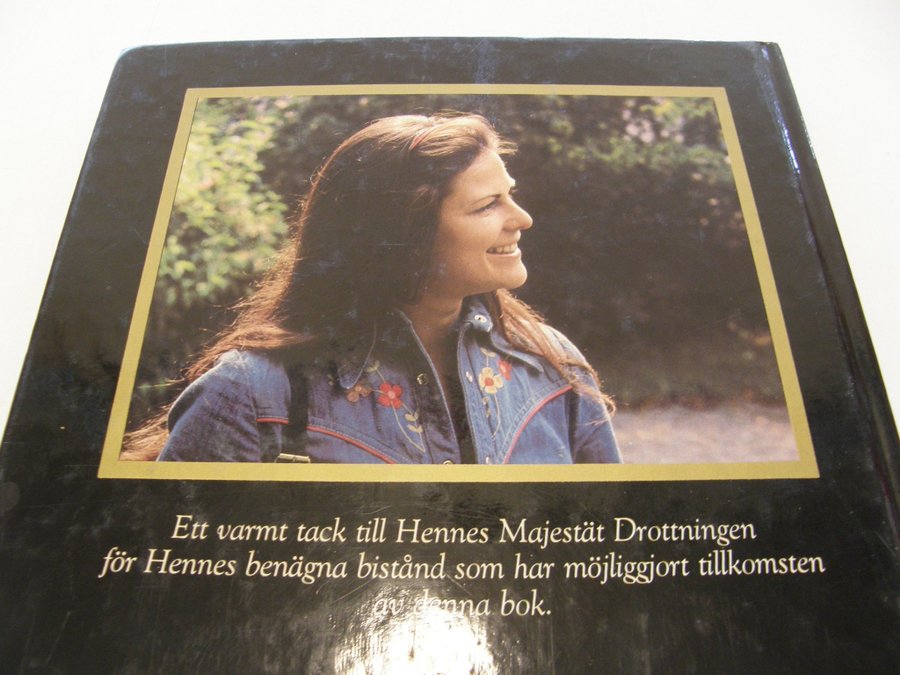 Ett varmt tack till Hennes Majestät Drottningen
för Hennes benägna bistånd som har möjliggjort tillkomsten
av denna bok.